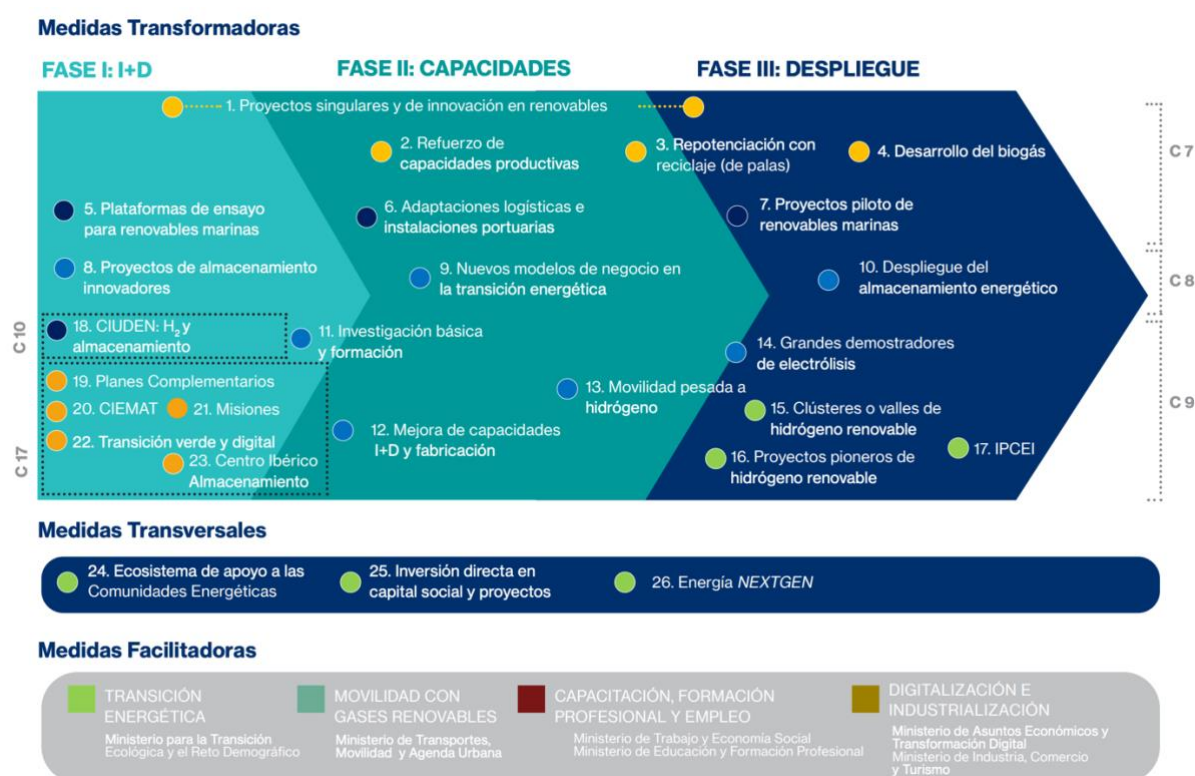 Medidas Transformadoras
FASE I: I+D
FASE II: CAPACIDADES
FASE III: DESPLIEGUE
1. Proyectos singulares y de innovación en renovables
2. Refuerzo de
capacidades productivas
3. Repotenciación con
reciclaje (de palas)
4. Desarrollo del biogás
C 7
5. Plataformas de ensayo
para renovables marinas
6. Adaptaciones logísticas e
instalaciones portuarias
7. Proyectos piloto de
renovables marinas
8. Proyectos de almacenamiento
innovadores
9. Nuevos modelos de negocio en
la transición energética
10. Despliegue del
almacenamiento energético
C 8
C 10
18. CIUDEN: H2 y
almacenamiento
11. Investigación básica
y formación
14. Grandes demostradores
de electrólisis
19. Planes Complementarios
13. Movilidad pesada a
hidrógeno
C 9
20. CIEMAT
21. Misiones
15. Clústeres o valles de
hidrógeno renovable
C 17
22. Transición verde y digital
12. Mejora de capacidades
I+D y fabricación
17. IPCEI
23. Centro Ibérico
Almacenamiento
16. Proyectos pioneros de
hidrógeno renovable
Medidas Transversales
24. Ecosistema de apoyo a las
Comunidades Energéticas
25. Inversión directa en
capital social y proyectos
26. Energía NEXTGEN
Medidas Facilitadoras
TRANSICIÓN
ENERGÉTICA
Ministerio para la Transición
Ecológica y el Reto Demográfico
MOVILIDAD CON
GASES RENOVABLES
Ministerio de Transportes,
Movilidad y Agenda Urbana
CAPACITACIÓN, FORMACIÓN
PROFESIONAL Y EMPLEO
Ministerio de Trabajo y Economía Social
Ministerio de Educación y Formación Profesional
DIGITALIZACIÓN E
INDUSTRIALIZACIÓN
Ministerio de Asuntos Económicos y
Transformación Digital
Ministerio de Industria, Comercio
y Turismo